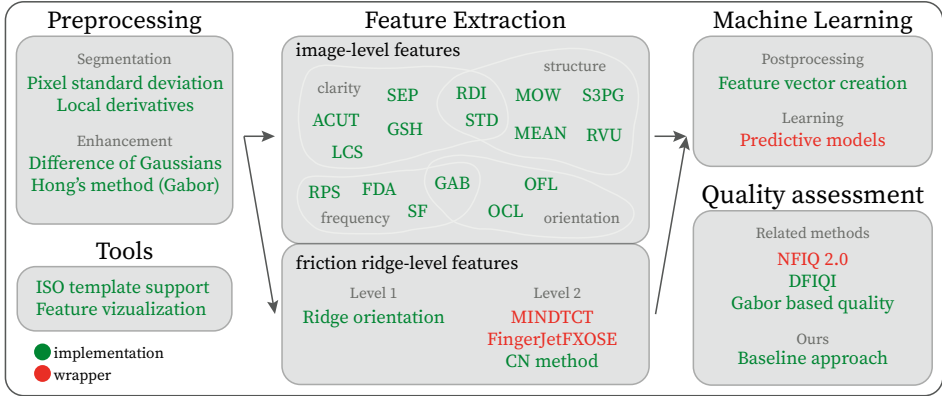 Preprocessing
Segmentation
Pixel standard deviation
Local derivatives
Enhancement
Difference of Gaussians
Hong's method (Gabor)
Tools
ISO template support
Feature vizualization
implementation
wrapper
Feature Extraction
image-level features
clarity
structure
SEP
RDI
MOW
S3PG
ACUT
GSH
STD
MEAN
RVU
LCS
RPS
FDA
GAB
OFL
SF
OCL
frequency
orientation
friction ridge-level features
Level 1
Ridge orientation
Level 2
MINDTCT
FingerJetFXOSE
CN method
Machine Learning
Postprocessing
Feature vector creation
Learning
Predictive models
Quality assessment
Related methods
NFIQ 2.0
DFIQI
Gabor based quality
Ours
Baseline approach